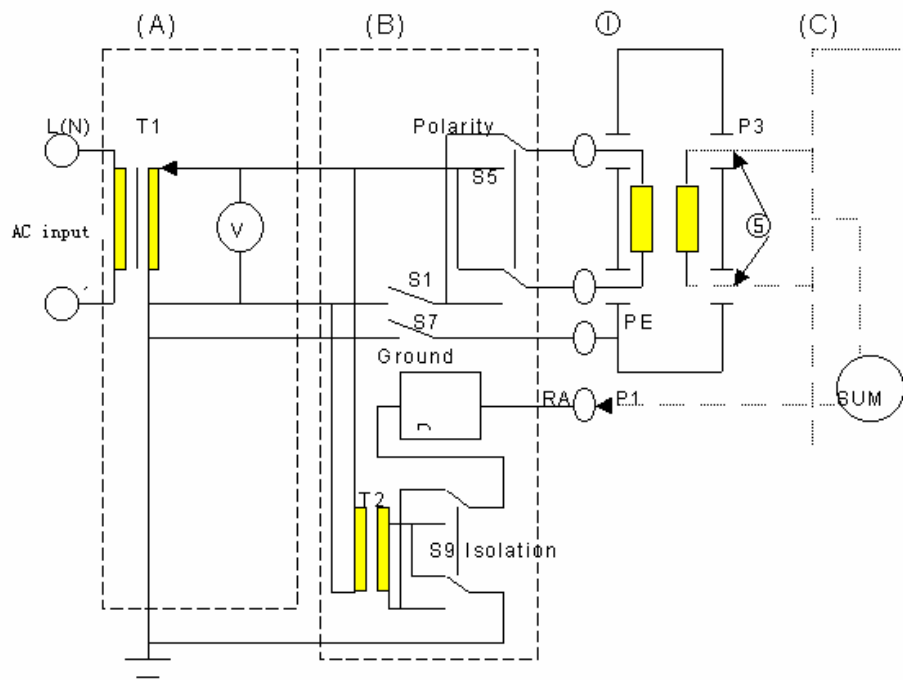 (A)
(B)
①
(C)
L(N)
T1
Polarity
P3
S5
AC input
V
⑤
S1
S7
PE
Ground
RA
P1
SUM
T2
S9 Isolation